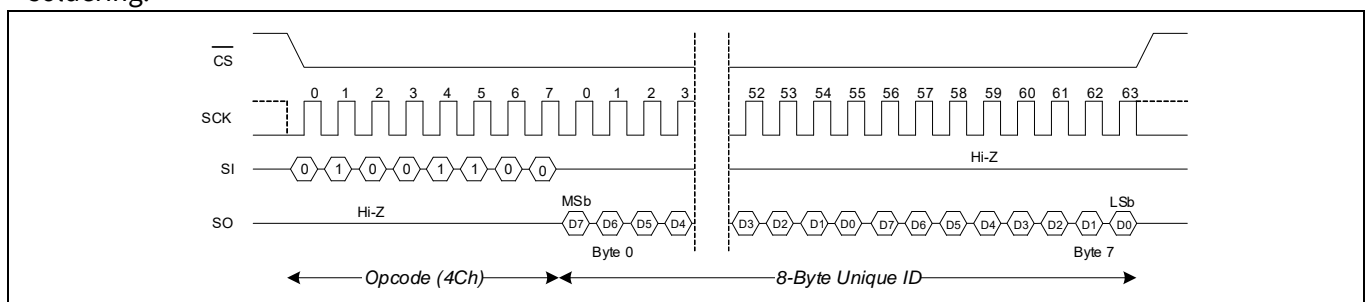 soldering.
CS
0 1 2 3 4 5 6 7 0 1 2 3 52 53 54 55 56 57 58 59 60 61 62 63
SCK
Hi-Z
SI 0 1 0 0 1 1 0 0
MSb LSb
Hi-Z
SO D7 D6 D5 D4 D3 D2 D1 D0 D7 D6 D5 D4 D3 D2 D1 D0
Byte 0 Byte 7
Opcode (4Ch) 8-Byte Unique ID